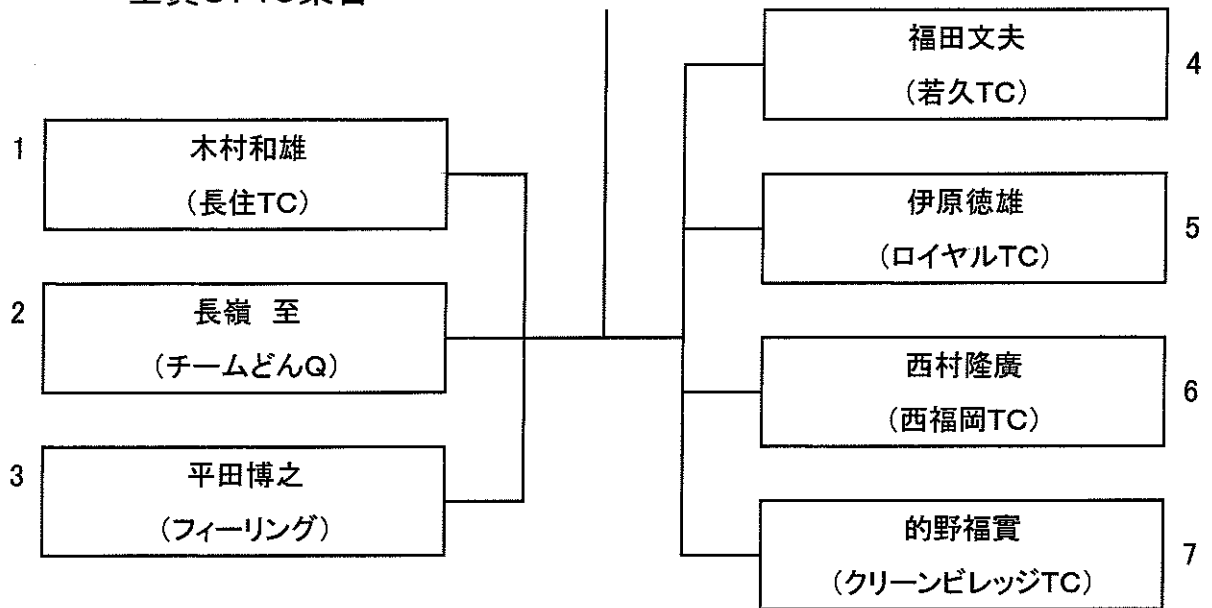 1
木村和雄
(長住TC)
2
長嶺 至
(チームどんQ)
3
平田博之
(フィーリング)
福田文夫
(若久TC)
4
伊原徳雄
(ロイヤルTC)
5
西村隆廣
(西福岡TC)
6
的野福實
(クリーンビレッジTC)
7